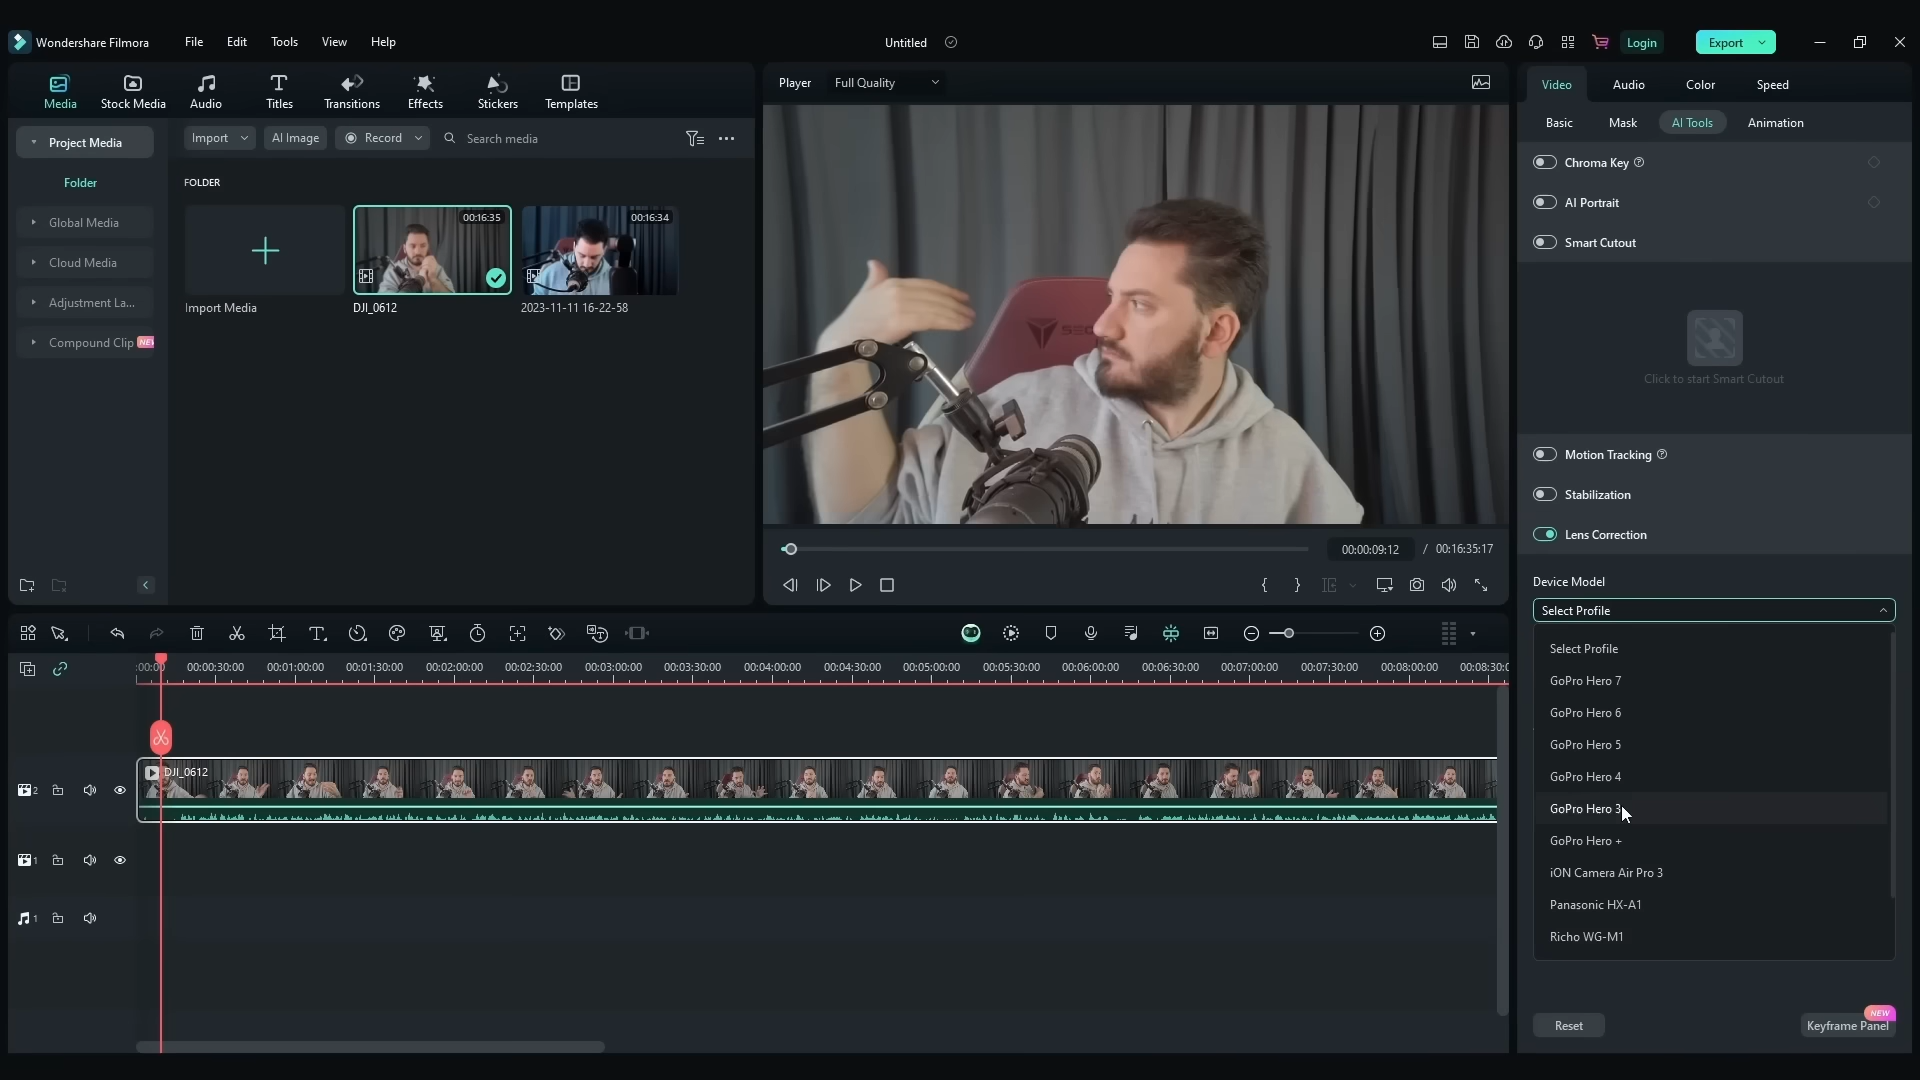 Wondershare Filmora
File
Edit
Tools
View
Help
Untitled
Login
Export
Media
Stock Media
Audio
Titles
Transitions
Effects
Stickers
Templates
Player
Full Quality
Video
Audio
Color
Speed
Project Media
Import
AI Image
Record
Search media
Basic
Mask
AI Tools
Animation
Folder
FOLDER
Chroma Key
Global Media
Cloud Media
Adjustment La...
Compound Clip
NEW
00:16:35
00:16:34
Import Media
DJI_0612
2023-11-11 16-22-58
AI Portrait
Smart Cutout
Click to start Smart Cutout
Motion Tracking
Stabilization
Lens Correction
00:00:09:12 / 00:16:35:17
Device Model
Select Profile
Select Profile
GoPro Hero 7
GoPro Hero 6
GoPro Hero 5
GoPro Hero 4
GoPro Hero 3
GoPro Hero +
iON Camera Air Pro 3
Panasonic HX-A1
Richo WG-M1
:00:00 00:00:30:00 00:01:00:00 00:01:30:00 00:02:00:00 00:02:30:00 00:03:00:00 00:03:30:00 00:04:00:00 00:04:30:00 00:05:00:00 00:05:30:00 00:06:00:00 00:06:30:00 00:07:00:00 00:07:30:00 00:08:00:00 00:08:30:0
DJI_0612
2
1
1
Reset
NEW
Keyframe Panel